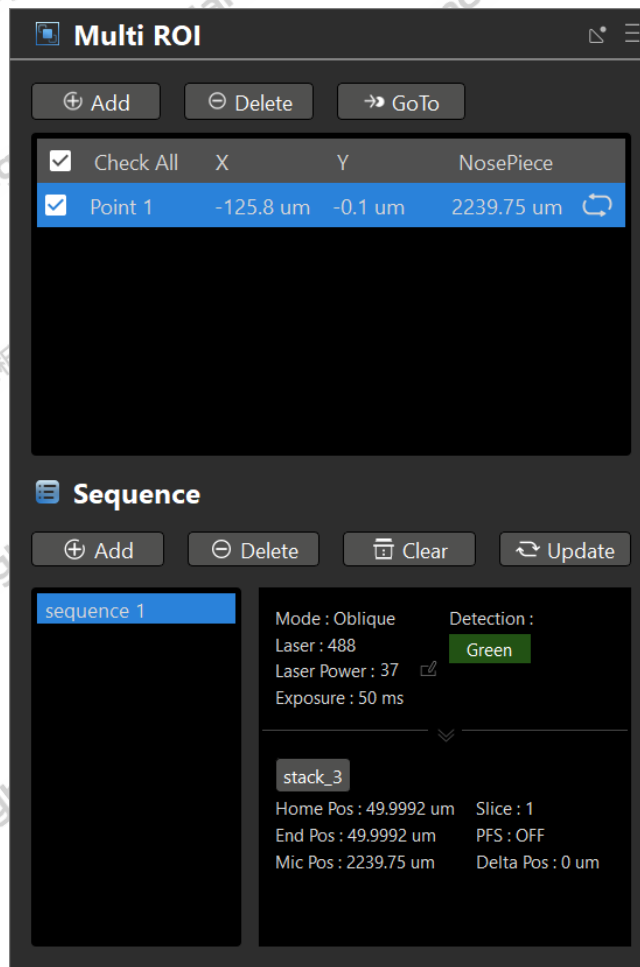 Multi ROI
Add Delete GoTo
Check All X Y NosePiece
Point 1 -125.8 um -0.1 um 2239.75 um
Sequence
Add Delete Clear Update
sequence 1
Mode : Oblique Detection :
Laser : 488 Green
Laser Power : 37
Exposure : 50 ms
stack_3
Home Pos : 49.9992 um Slice : 1
End Pos : 49.9992 um PFS : OFF
Mic Pos : 2239.75 um Delta Pos : 0 um